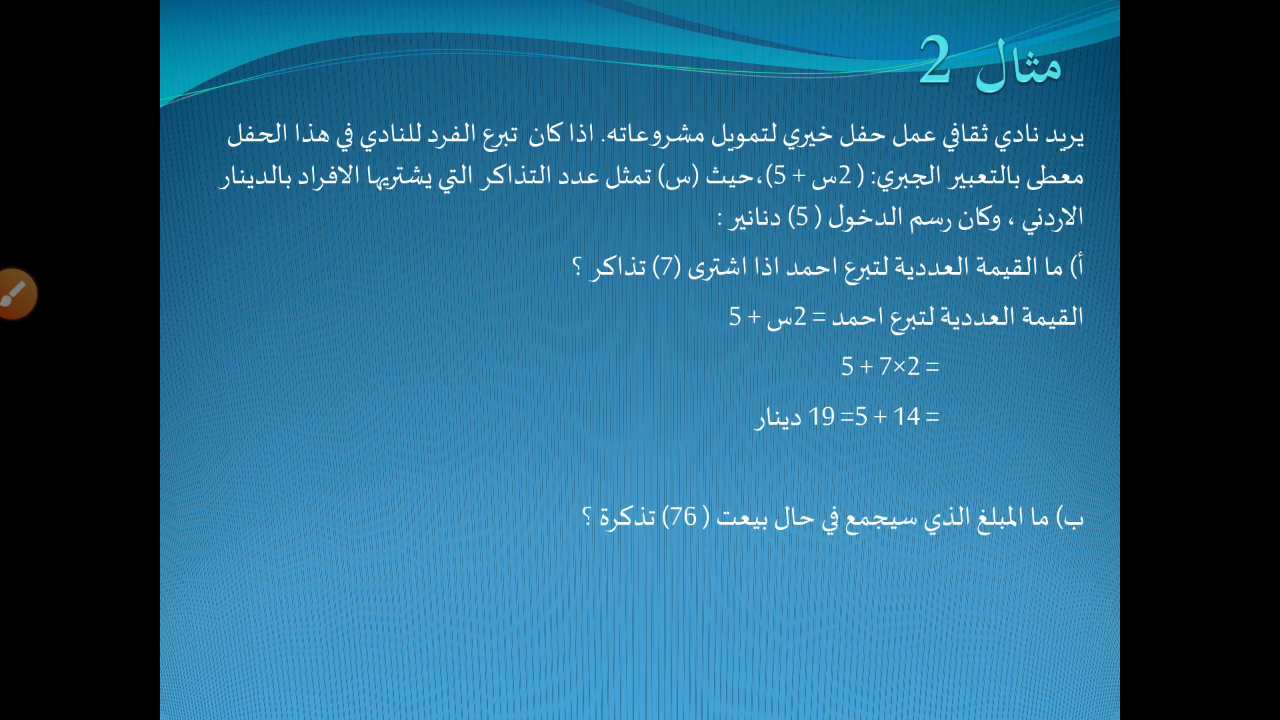 مثال 2
يريد نادي ثقافي عمل حفل خيري لتمويل مشروعاته. اذا كان تبرع الفرد للنادي في هذا الحفل
معطى بالتعبير الجبري: ( 2س + 5)، حيث (س) تمثل عدد التذاكر التي يشتريها الافراد بالدينار
الاردني ، وكان رسم الدخول ( 5) دنانير :
أ) ما القيمة العددية لتبرع احمد اذا اشترى (7) تذاكر ؟
القيمة العددية لتبرع احمد = 2س + 5
= 2×7 + 5
= 14 + 5= 19 دينار
ب) ما المبلغ الذي سيجمع في حال بيعت ( 76) تذكرة ؟